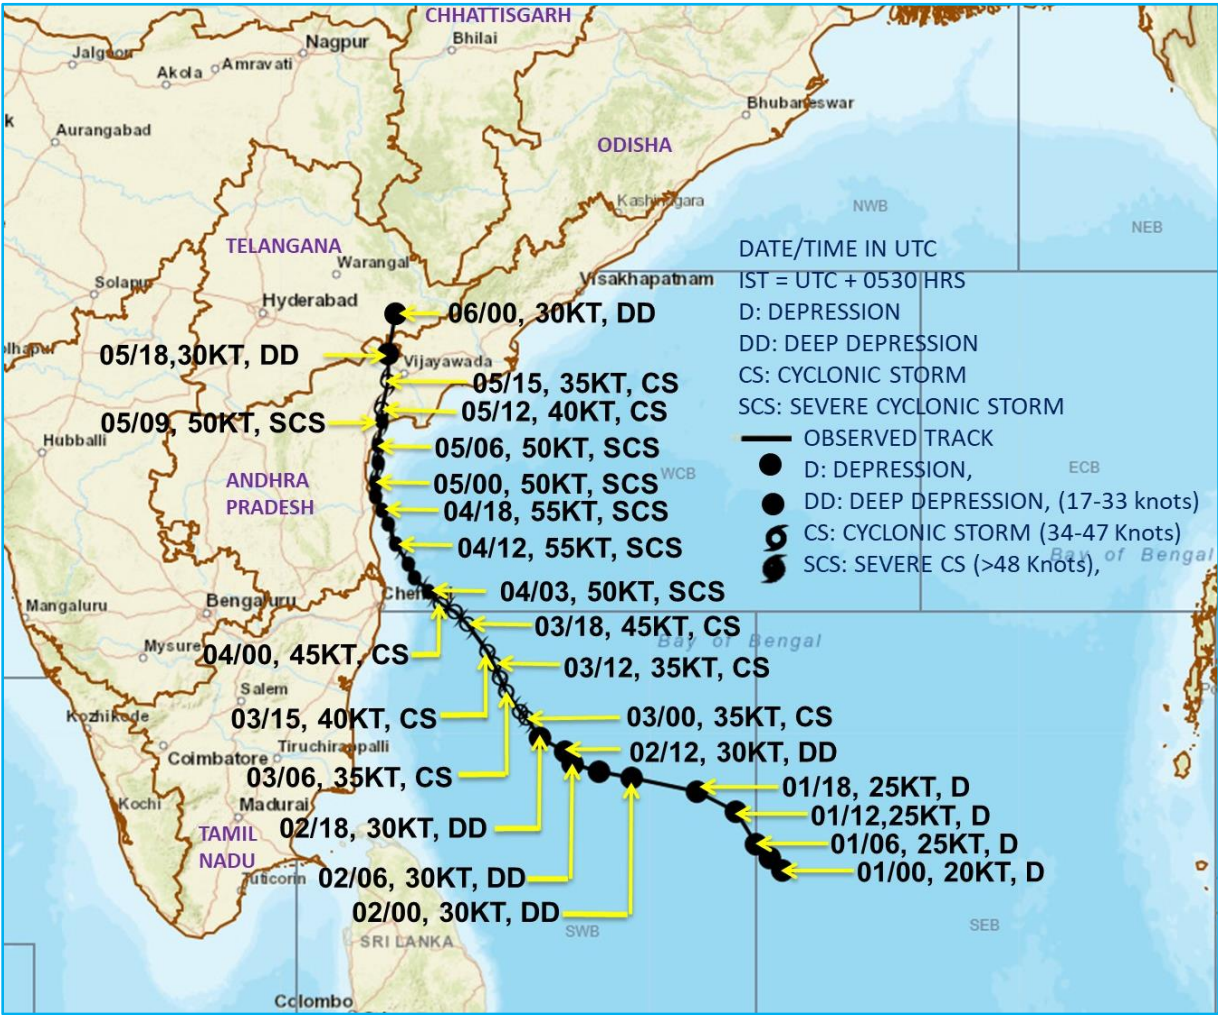 CHHATTISGARH
Bhilai
Nagpur
Jalgaon
Akola
Amravati
Bhubaneswar
k
Aurangabad
ODISHA
Kashinagara
NWB
NEB
TELANGANA
Warangal
DATE/TIME IN UTC
Solapur
Visakhapatnam
IST = UTC + 0530 HRS
Hyderabad
06/00, 30KT, DD
D: DEPRESSION
olhapur
05/18,30KT, DD
Vijayawada
DD: DEEP DEPRESSION
05/15, 35KT, CS
CS: CYCLONIC STORM
05/12, 40KT, CS
SCS: SEVERE CYCLONIC STORM
05/09, 50KT, SCS
Hubballi
05/06, 50KT, SCS
OBSERVED TRACK
WCB
ECB
D: DEPRESSION,
ANDHRA
PRADESH
05/00, 50KT, SCS
04/18, 55KT, SCS
DD: DEEP DEPRESSION, (17-33 knots)
CS: CYCLONIC STORM (34-47 Knots)
04/12, 55KT, SCS
Bay of Bengal
SCS: SEVERE CS (>48 Knots),
Chennai
04/03, 50KT, SCS
Mangaluru
Bengaluru
03/18, 45KT, CS
Bay of Bengal
Mysuru
04/00, 45KT, CS
03/12, 35KT, CS
Salem
Kozhikode
03/15, 40KT, CS
03/00, 35KT, CS
Tiruchirappalli
Coimbatore
02/12, 30KT, DD
03/06, 35KT, CS
01/18, 25KT, D
Kochi
Madurai
01/12,25KT, D
02/18, 30KT, DD
TAMIL
NADU
01/06, 25KT, D
01/00, 20KT, D
Tuticorin
02/06, 30KT, DD
02/00, 30KT, DD
SWB
SEB
SRI LANKA
Colombo